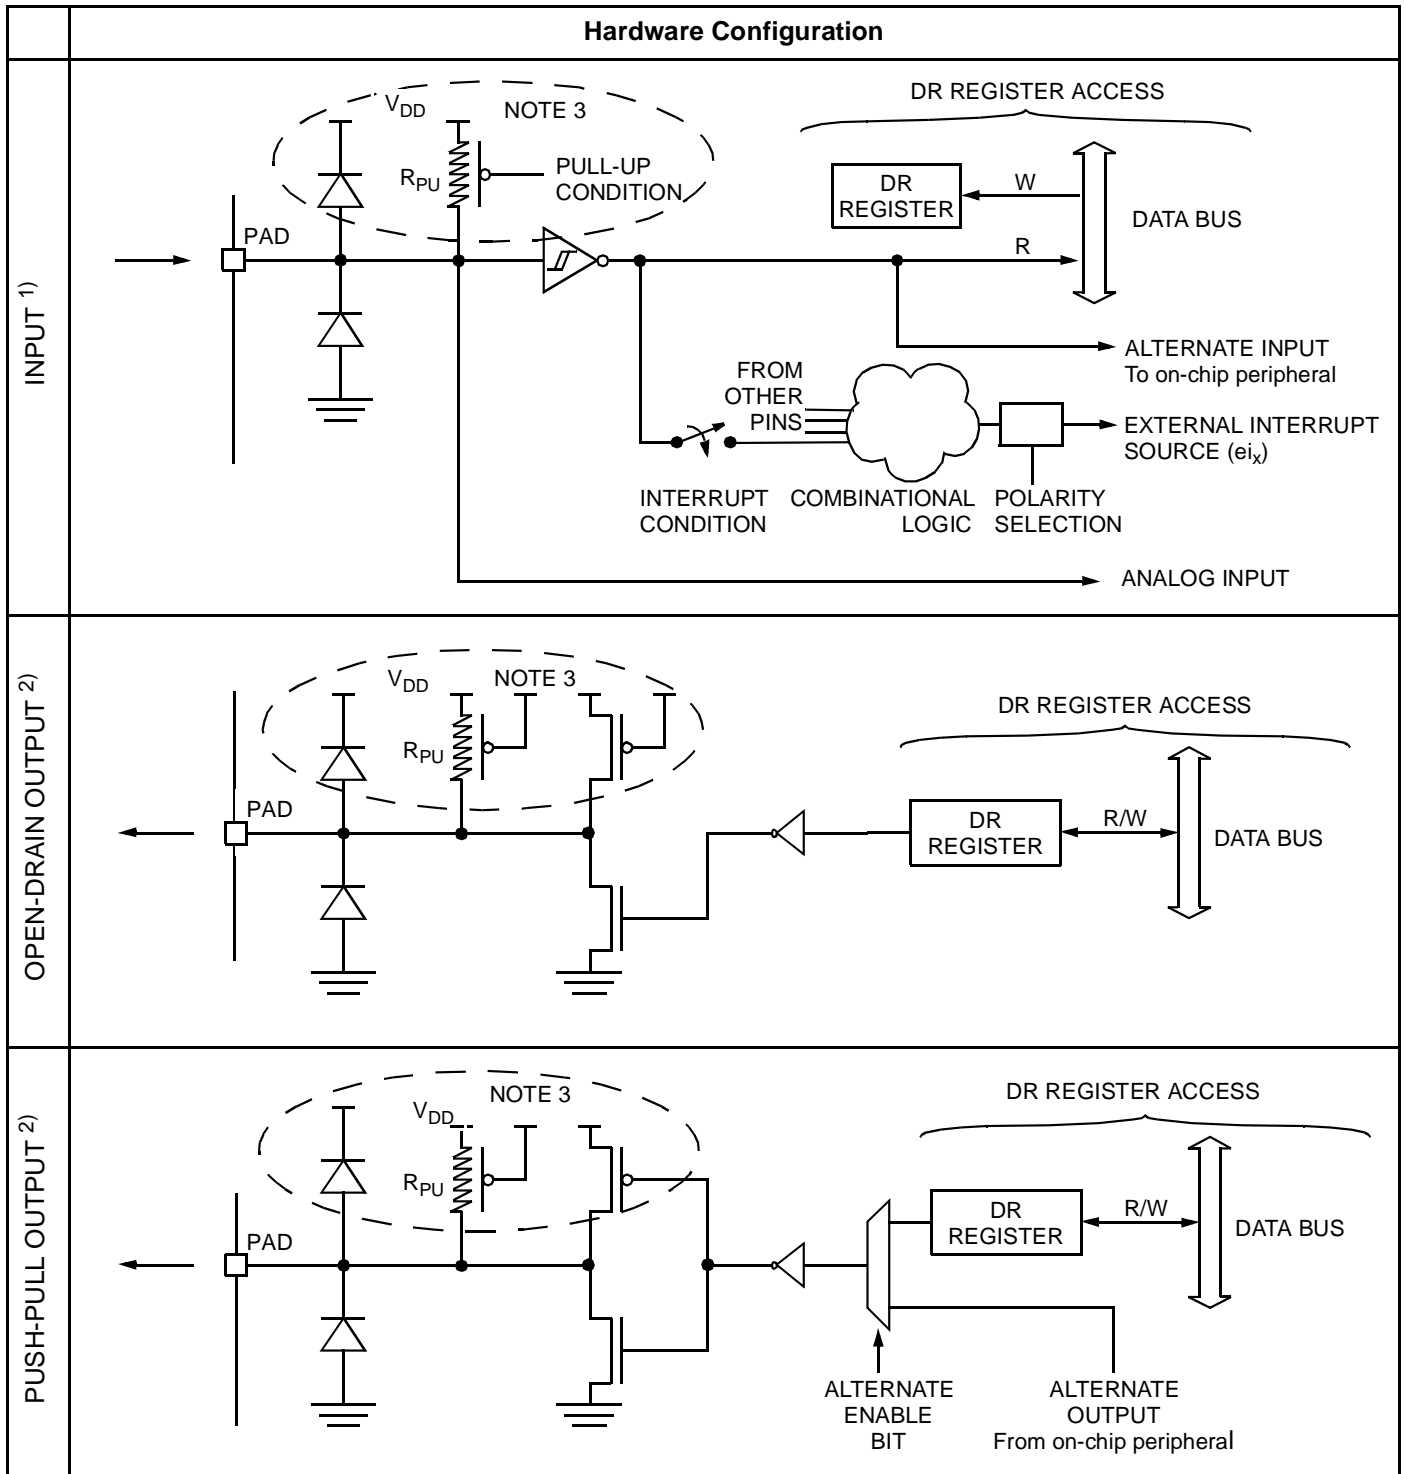 Hardware Configuration
INPUT 1)
VDD
NOTE 3
RPU
PULL-UP
CONDITION
PAD
DR REGISTER ACCESS
DR
REGISTER
W
R
DATA BUS
ALTERNATE INPUT
To on-chip peripheral
FROM
OTHER
PINS
EXTERNAL INTERRUPT
SOURCE (eix)
INTERRUPT
CONDITION
COMBINATIONAL
LOGIC
POLARITY
SELECTION
ANALOG INPUT
OPEN-DRAIN OUTPUT 2)
VDD
NOTE 3
RPU
PAD
DR REGISTER ACCESS
DR
REGISTER
R/W
DATA BUS
PUSH-PULL OUTPUT 2)
NOTE 3
VDD
RPU
PAD
DR REGISTER ACCESS
DR
REGISTER
R/W
DATA BUS
ALTERNATE
ENABLE
BIT
ALTERNATE
OUTPUT
From on-chip peripheral